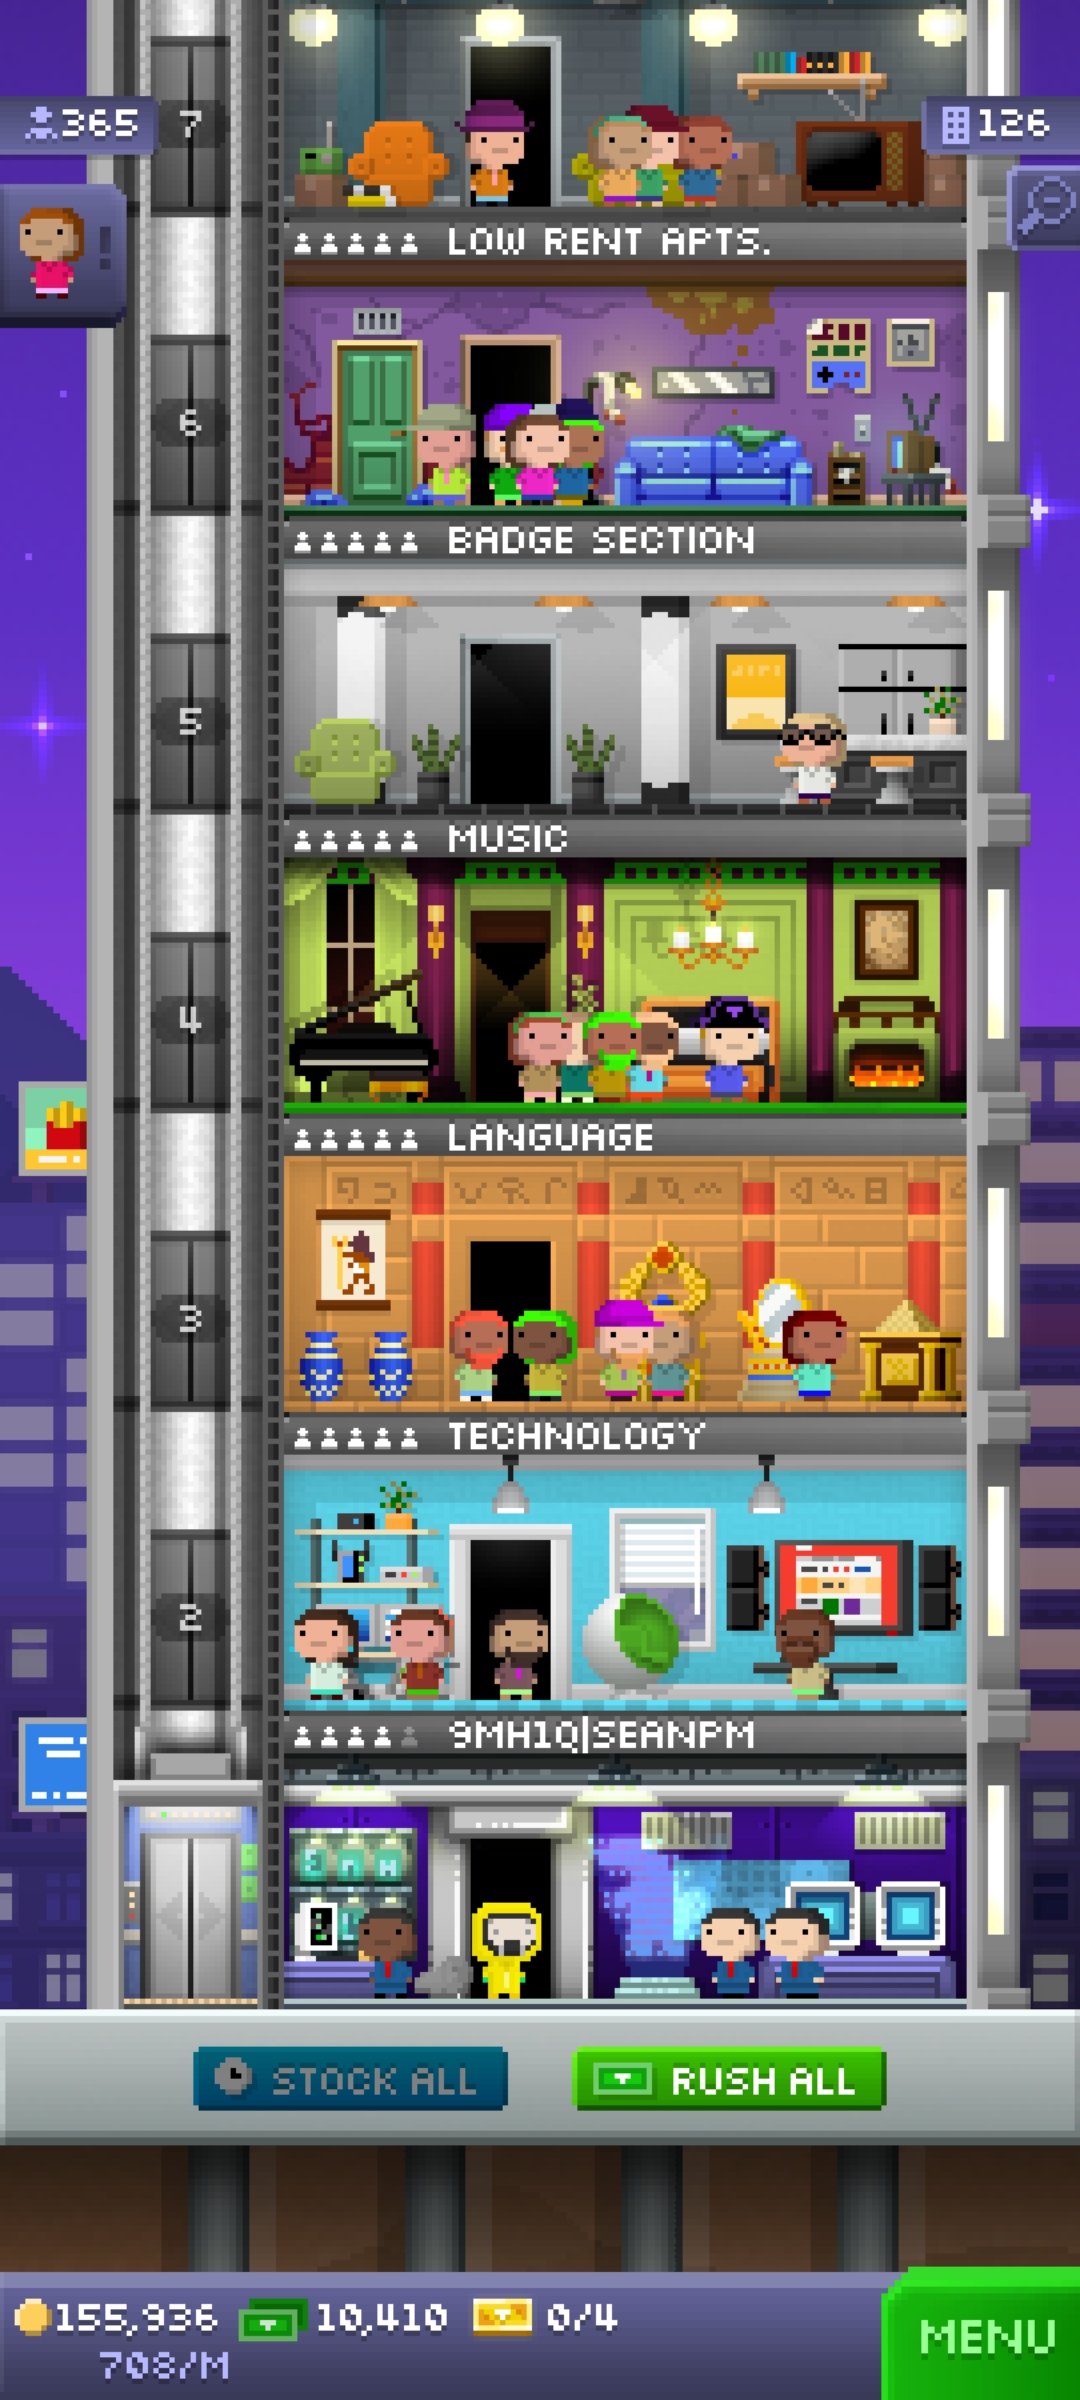 7
365
126
!
LOW RENT APTS.
6
BADGE SECTION
5
MUSIC
4
LANGUAGE
3
TECHNOLOGY
2
9MH1Q|SEANPM
STOCK ALL
RUSH ALL
155,936
10,410
0/4
708/M
MENU